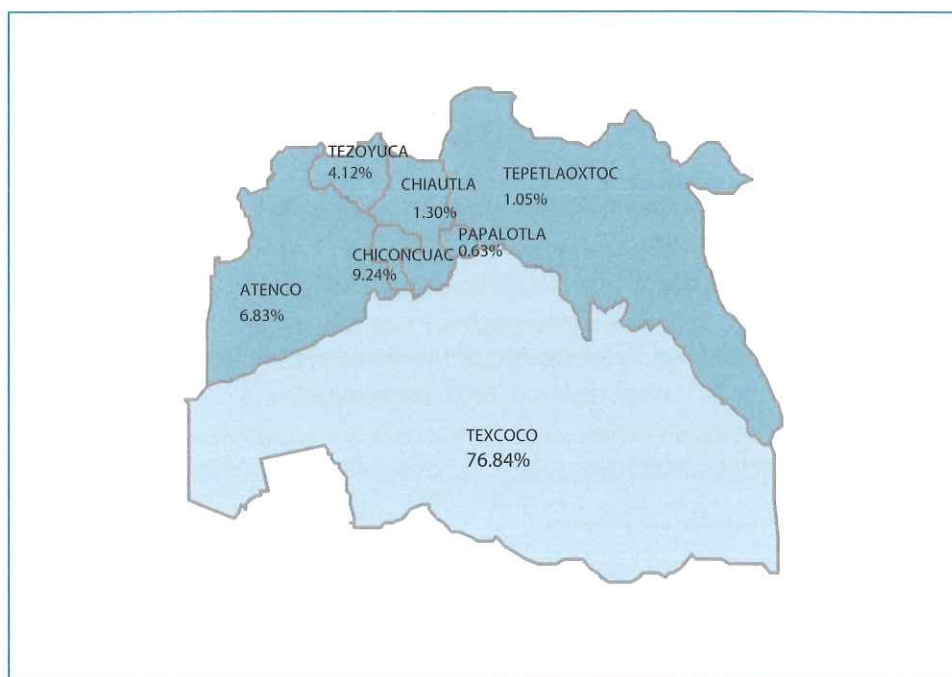 TEZOYUCA
4.12%
CHIAUTLA
1.30%
TEPETLAOXTOC
1.05%
PAPALOTLA
0.63%
CHICONCUAC
9.24%
ATENCO
6.83%
TEXCOCO
76.84%